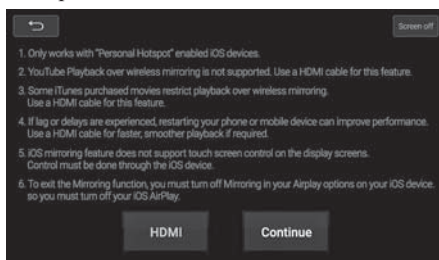 Screen off
1. Only works with "Personal Hotspot" enabled iOS devices.
2. YouTube Playback over wireless mirroring is not supported. Use a HDMI cable for this feature.
3. Some iTunes purchased movies restrict playback over wireless mirroring.
Use a HDMI cable for this feature.
4. If lag or delays are experienced, restarting your phone or mobile device can improve performance.
Use a HDMI cable for faster, smoother playback if required.
5. iOS mirroring feature does not support touch screen control on the display screens.
Control must be done through the iOS device.
6. To exit the Mirroring function, you must turn off Mirroring in your Airplay options on your iOS device.
so you must turn off your iOS AirPlay.
HDMI Continue